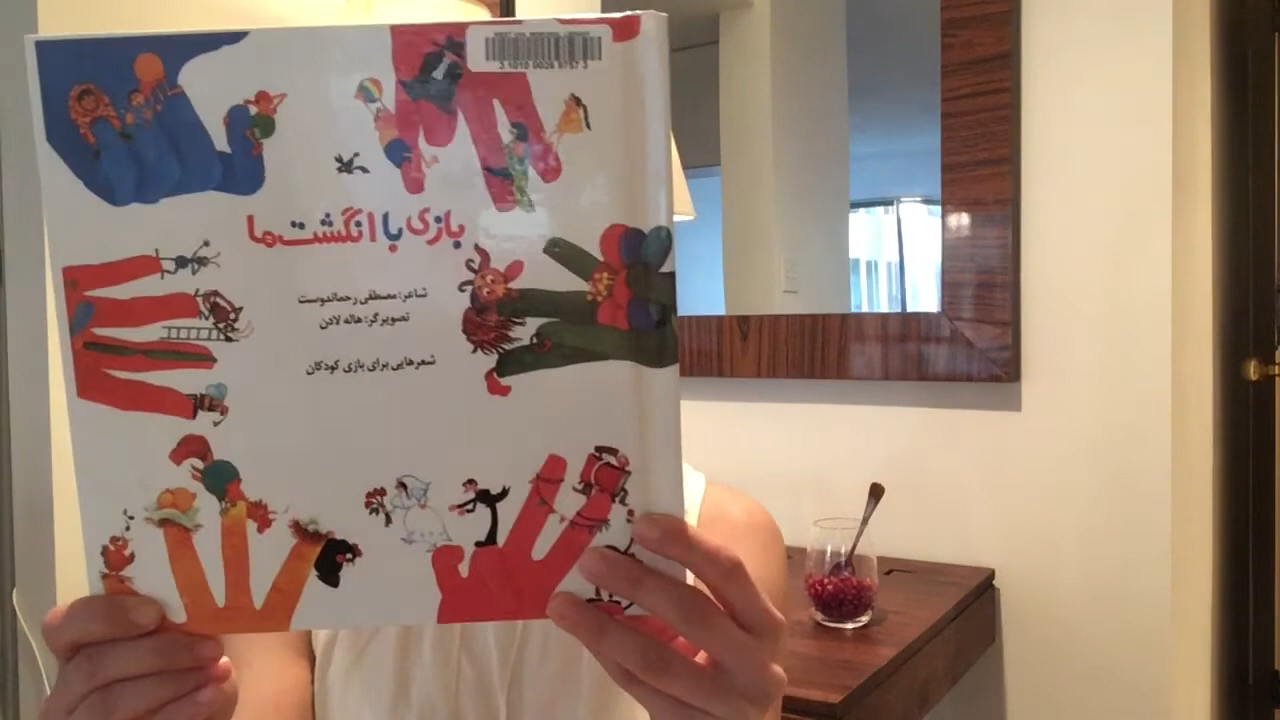 بازی با انگشت‌ها
شاعر: مصطفی رحماندوست
تصویرگر: هاله لادن
شعرهایی برای بازی کودکان